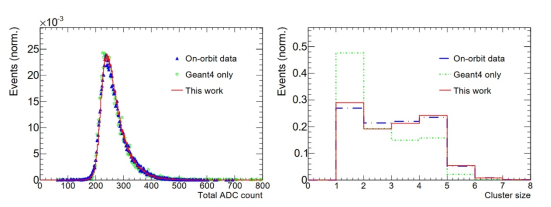 ×10⁻³
Events (norm.)
25
20
15
10
5
0
0 100 200 300 400 500 600 700 800
Total ADC count
On-orbit data
Geant4 only
This work
Events (norm.)
0.5
0.4
0.3
0.2
0.1
0
0 1 2 3 4 5 6 7 8
Cluster size
On-orbit data
Geant4 only
This work